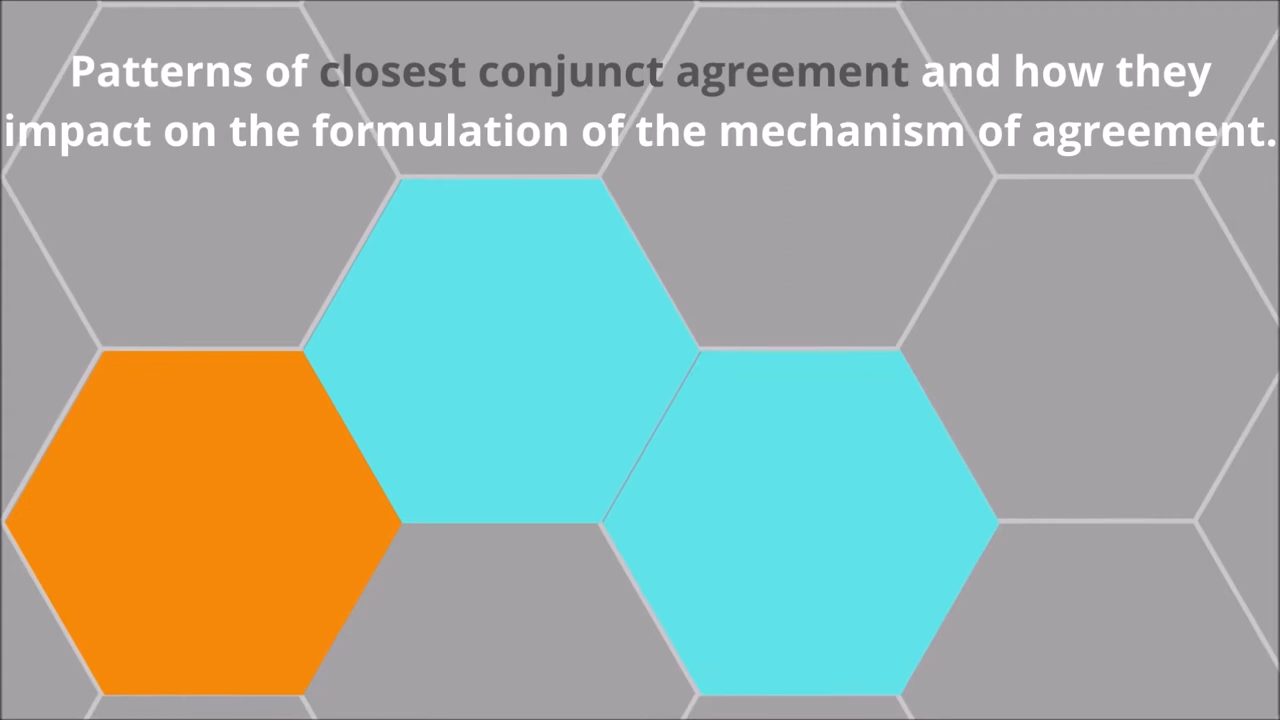 Patterns of closest conjunct agreement and how they
impact on the formulation of the mechanism of agreement.